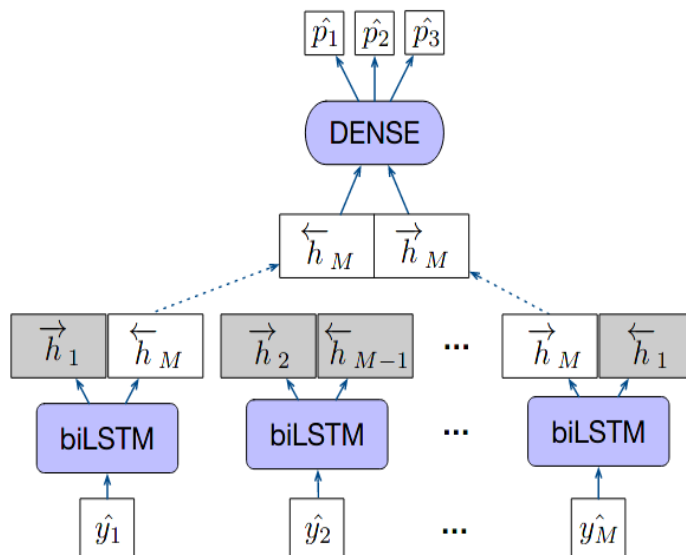 p̂₁ p̂₂ p̂₃
DENSE
←h M →h M
→h 1 ←h M →h 2 ←h M−1 ... →h M ←h 1
biLSTM biLSTM ... biLSTM
ŷ₁ ŷ₂ ... ŷM